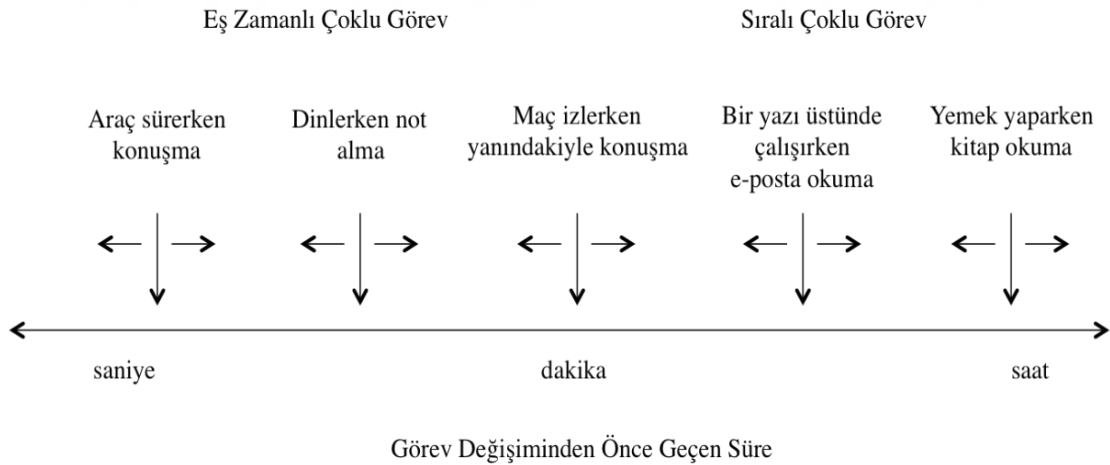 Eş Zamanlı Çoklu Görev
Sıralı Çoklu Görev
Araç sürerken
konuşma
Dinlerken not
alma
Maç izlerken
yanındakiyle konuşma
Bir yazı üstünde
çalışırken
e-posta okuma
Yemek yaparken
kitap okuma
saniye
dakika
saat
Görev Değişiminden Önce Geçen Süre